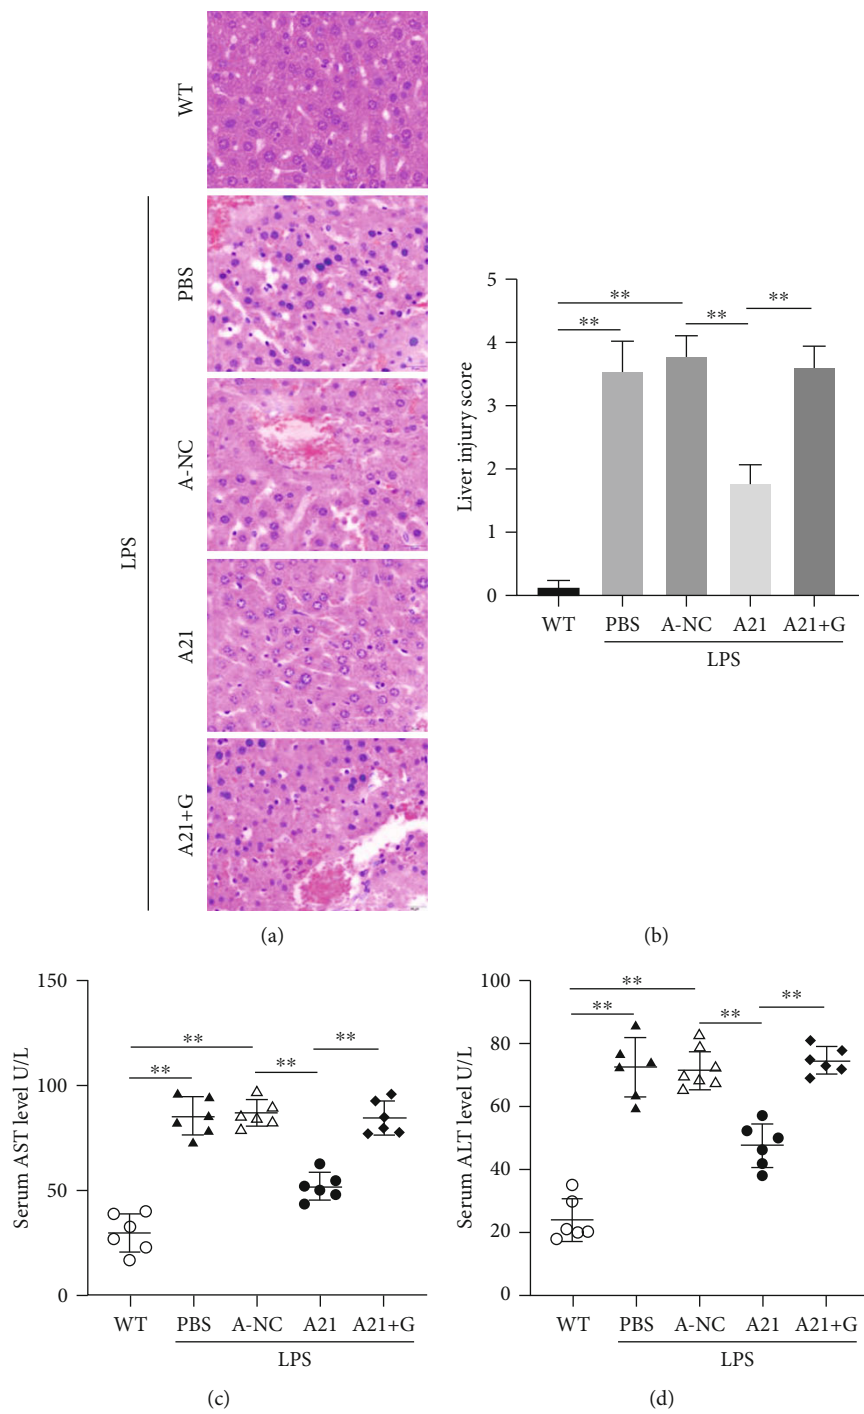 WT
PBS
A-NC
A21
A21+G
LPS
(a)
5
4
3
2
1
0
Liver injury score
**
**
**
**
WT
PBS
A-NC
A21
A21+G
LPS
(b)
150
100
50
0
Serum AST level U/L
**
**
**
**
WT
PBS
A-NC
A21
A21+G
LPS
(c)
100
80
60
40
20
0
Serum ALT level U/L
**
**
**
**
WT
PBS
A-NC
A21
A21+G
LPS
(d)